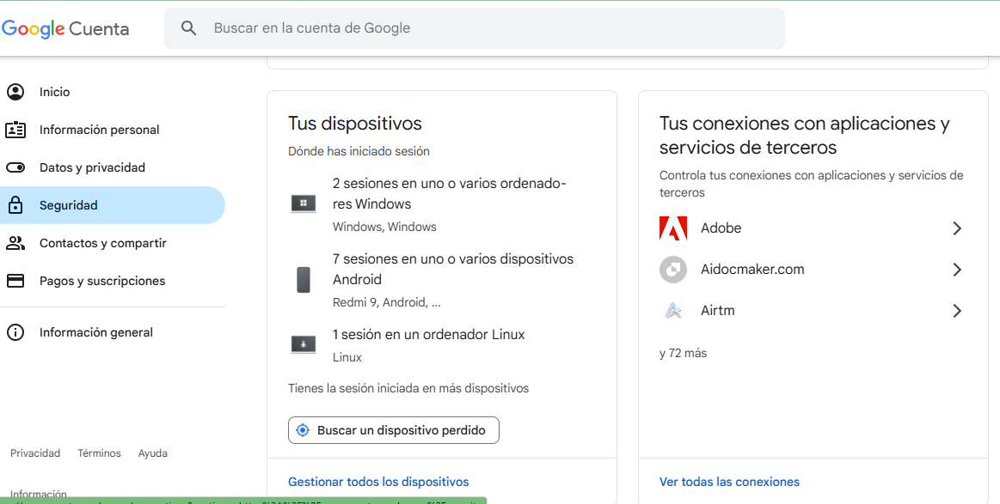 Google Cuenta
Buscar en la cuenta de Google
Inicio
Información personal
Datos y privacidad
Seguridad
Contactos y compartir
Pagos y suscripciones
Información general
Privacidad Términos Ayuda
Información
Tus dispositivos
Dónde has iniciado sesión
2 sesiones en uno o varios ordenado-
res Windows
Windows, Windows
7 sesiones en uno o varios dispositivos
Android
Redmi 9, Android, ...
1 sesión en un ordenador Linux
Linux
Tienes la sesión iniciada en más dispositivos
Buscar un dispositivo perdido
Gestionar todos los dispositivos
Tus conexiones con aplicaciones y
servicios de terceros
Controla tus conexiones con aplicaciones y servicios de
terceros
Adobe
Aidocmaker.com
Airtm
y 72 más
Ver todas las conexiones